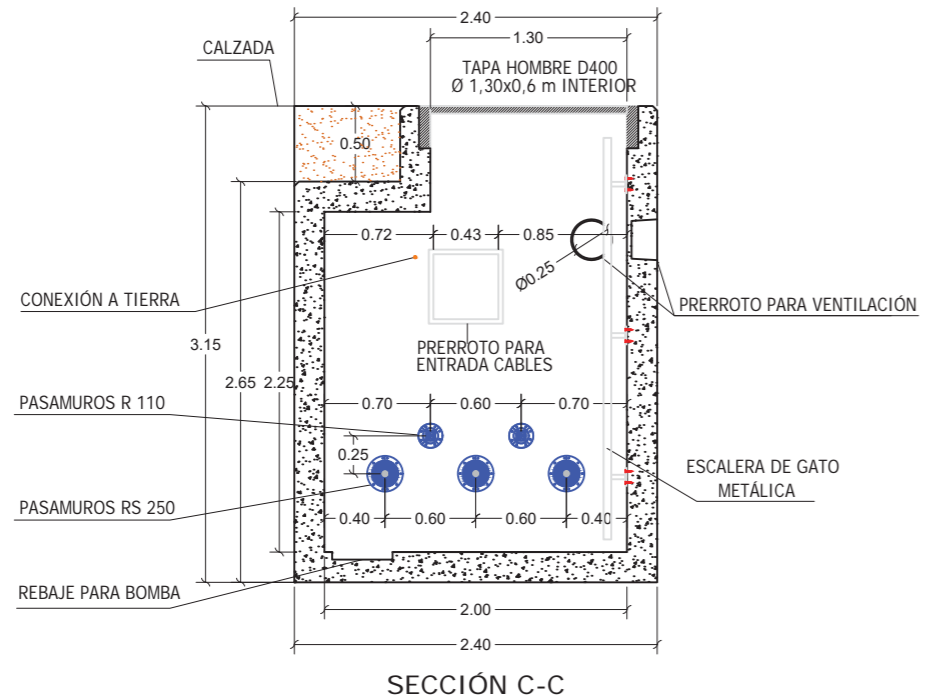 2.40
1.30
CALZADA
TAPA HOMBRE D400
Ø 1,30x0,6 m INTERIOR
0.50
0.72
0.43
0.85
Ø0.25
CONEXIÓN A TIERRA
PRERROTO PARA VENTILACIÓN
3.15
2.65
2.25
PRERROTO PARA
ENTRADA CABLES
PASAMUROS R 110
0.70
0.60
0.70
0.25
ESCALERA DE GATO
METÁLICA
PASAMUROS RS 250
0.40
0.60
0.60
0.40
REBAJE PARA BOMBA
2.00
2.40
SECCIÓN C-C